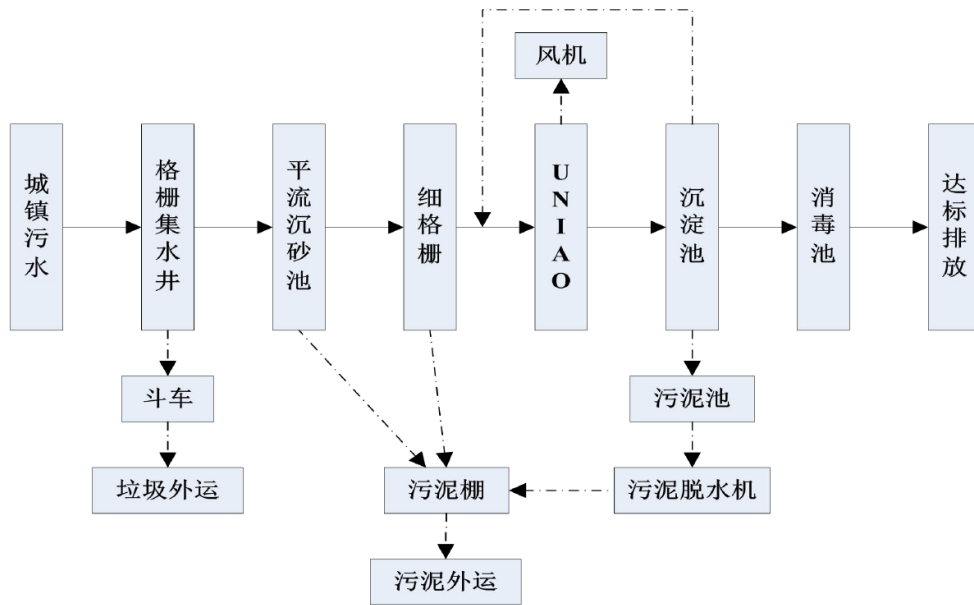 风机
城镇污水
格栅集水井
平流沉砂池
细格栅
UNIAO
沉淀池
消毒池
达标排放
斗车
污泥池
垃圾外运
污泥棚
污泥脱水机
污泥外运